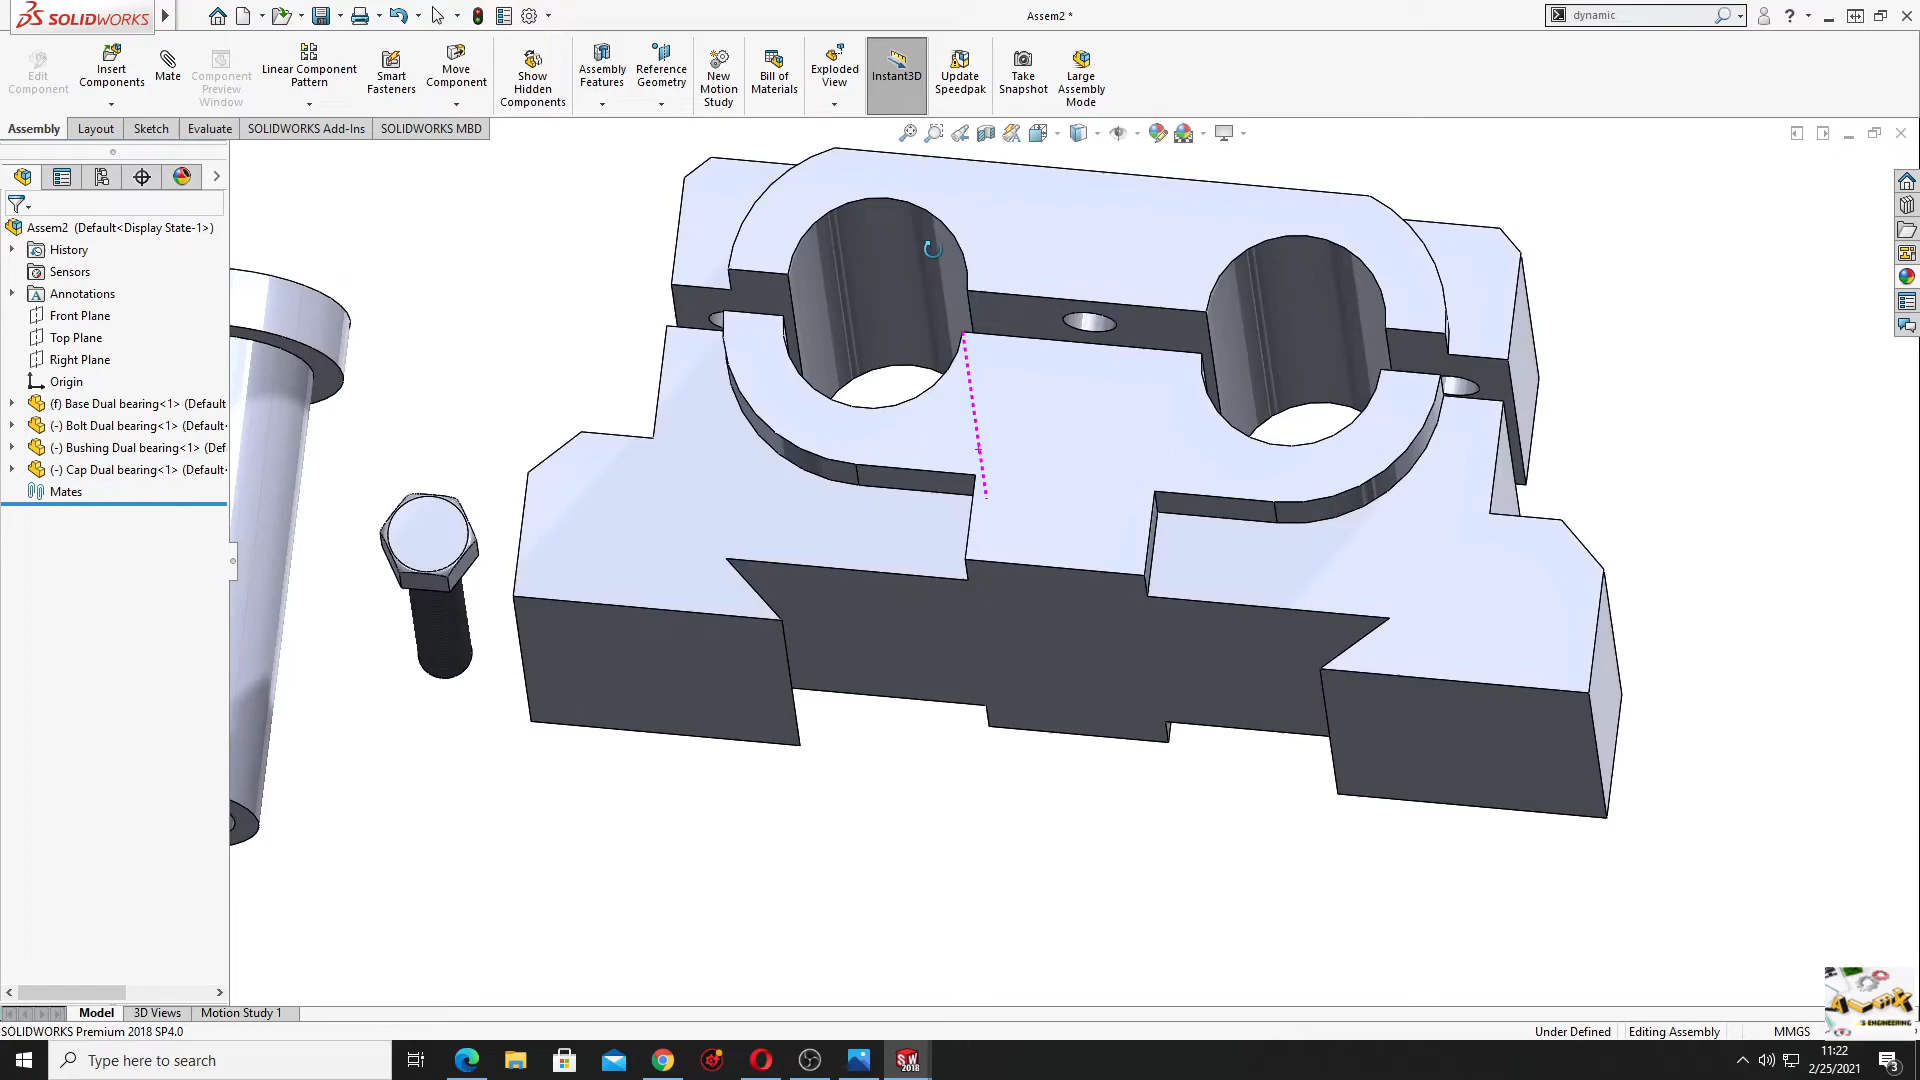 SOLIDWORKS
Assem2 *
dynamic
Edit Component
Insert Components
Mate
Component Preview Window
Linear Component Pattern
Smart Fasteners
Move Component
Show Hidden Components
Assembly Features
Reference Geometry
New Motion Study
Bill of Materials
Exploded View
Instant3D
Update Speedpak
Take Snapshot
Large Assembly Mode
Assembly
Layout
Sketch
Evaluate
SOLIDWORKS Add-Ins
SOLIDWORKS MBD
Assem2 (Default<Display State-1>)
History
Sensors
Annotations
Front Plane
Top Plane
Right Plane
Origin
(f) Base Dual bearing<1> (Default
(-) Bolt Dual bearing<1> (Default-
(-) Bushing Dual bearing<1> (Def
(-) Cap Dual bearing<1> (Default-
Mates
Model
3D Views
Motion Study 1
SOLIDWORKS Premium 2018 SP4.0
Under Defined
Editing Assembly
MMGS
Type here to search
SW
2018
11:22
2/25/2021
3